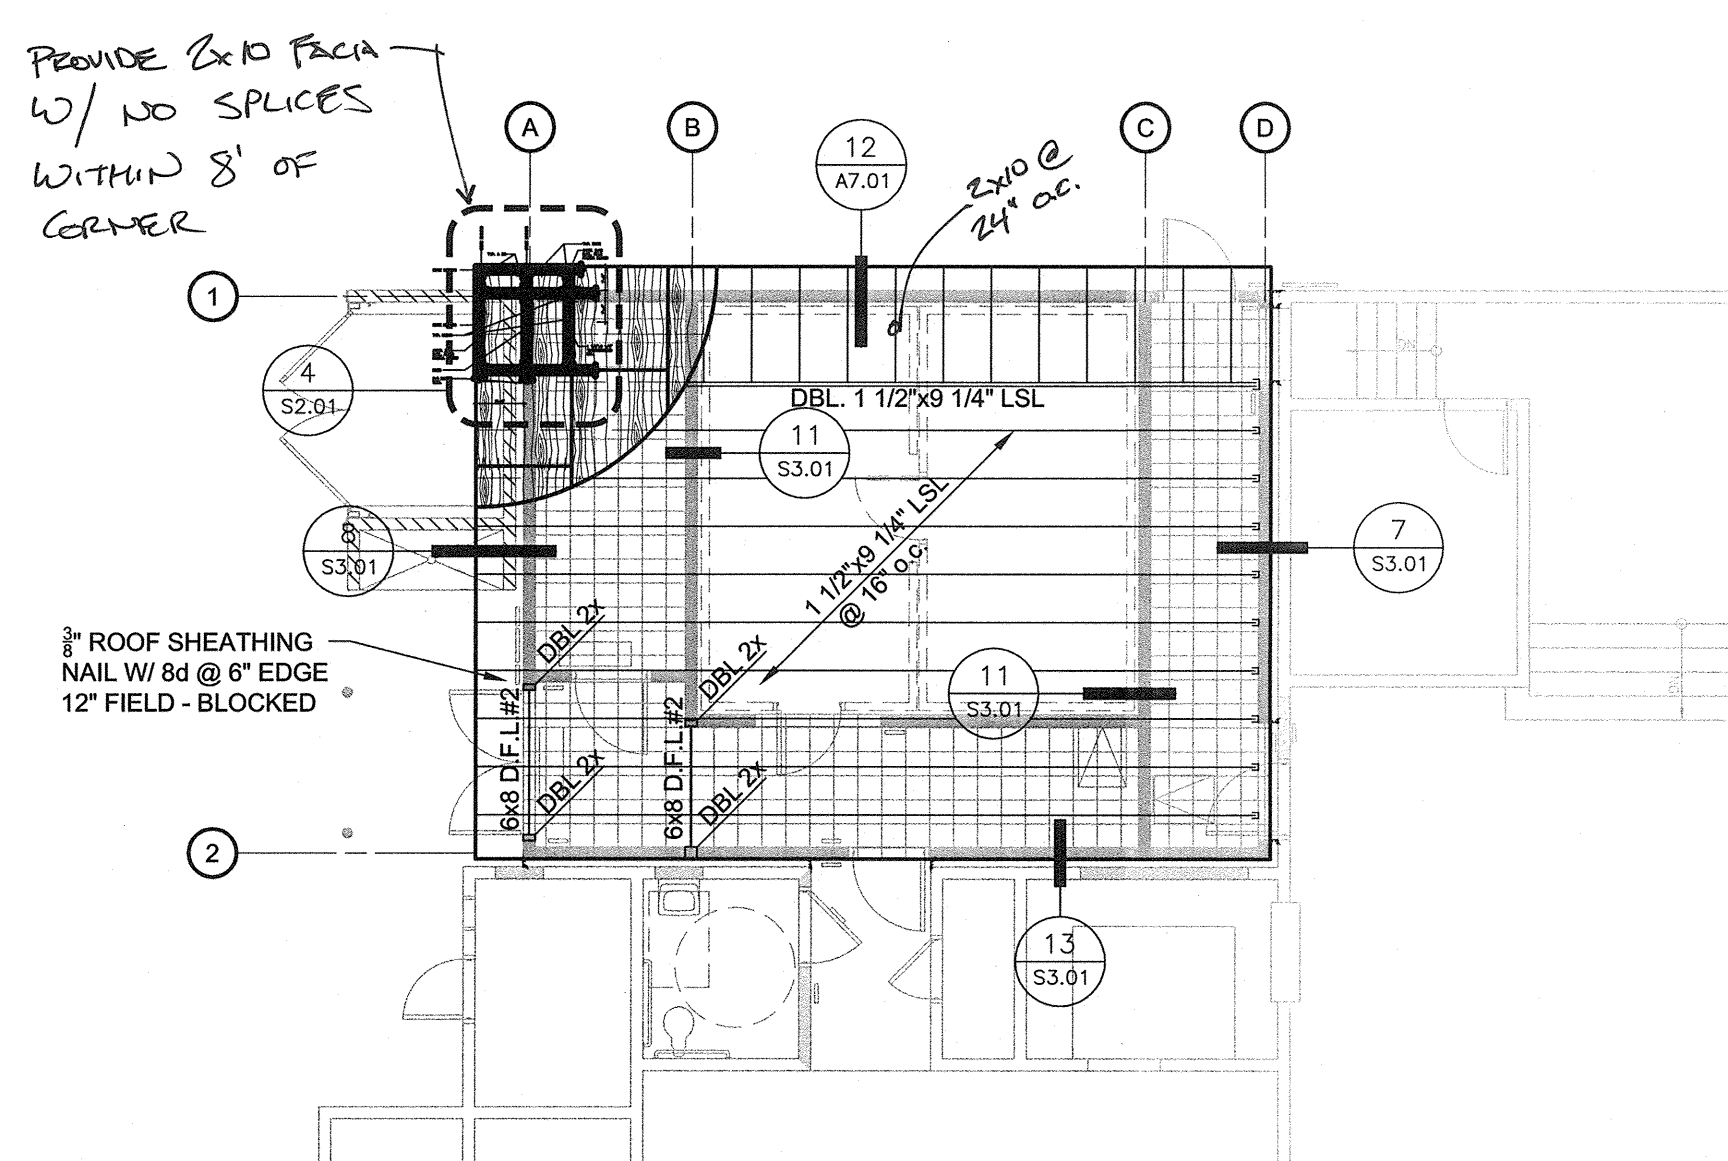 PROVIDE 2x10 FACIA
W/ NO SPLICES
WITHIN 8' OF
CORNER
A
B
C
D
12
A7.01
2x10 @
24" o.c.
1
4
S2.01
DBL. 1 1/2"x9 1/4" LSL
11
S3.01
1 1/2"x9 1/4" LSL
@ 16" o.c.
8
S3.01
7
S3.01
3/8" ROOF SHEATHING
NAIL W/ 8d @ 6" EDGE
12" FIELD - BLOCKED
DBL 2x
DBL 2x
11
S3.01
6x8 D.F.L.#2
6x8 D.F.L.#2
DBL 2x
DBL 2x
2
13
S3.01
DN
DN